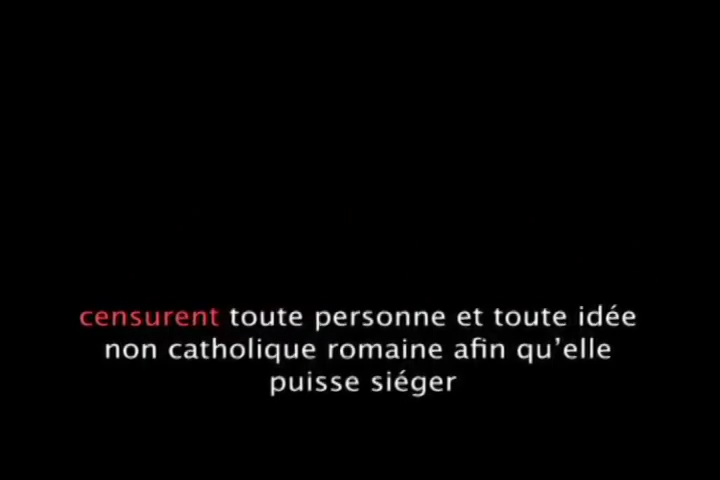 censurent toute personne et toute idée
non catholique romaine afin qu’elle
puisse siéger